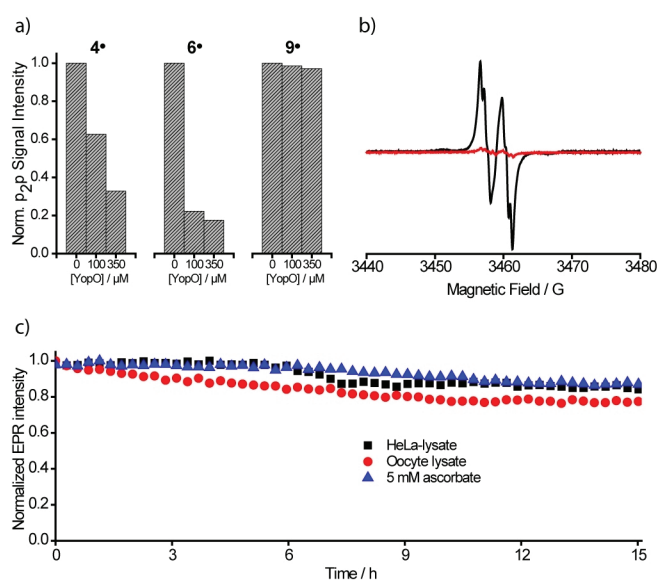 a)
4• 6• 9•
Norm. p2p Signal Intensity
1.0
0.8
0.6
0.4
0.2
0.0
0 100 350 0 100 350 0 100 350
[YopO] / µM [YopO] / µM [YopO] / µM
b)
3440 3450 3460 3470 3480
Magnetic Field / G
c)
Normalized EPR intensity
1.0
0.8
0.6
0.4
0.2
0.0
HeLa-lysate
Oocyte lysate
5 mM ascorbate
0 3 6 9 12 15
Time / h